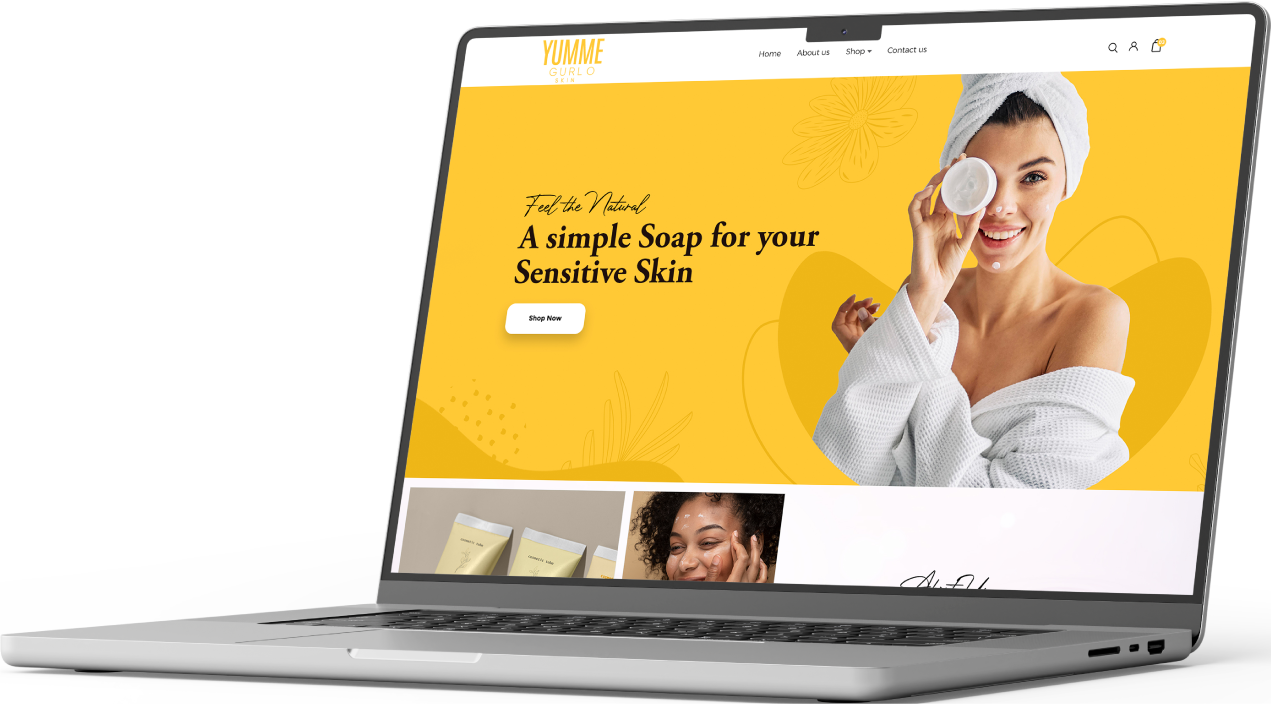 YUMME
GURLO
SKIN
Home About us Shop Contact us
Feel the Natural
A simple Soap for your
Sensitive Skin
Shop Now